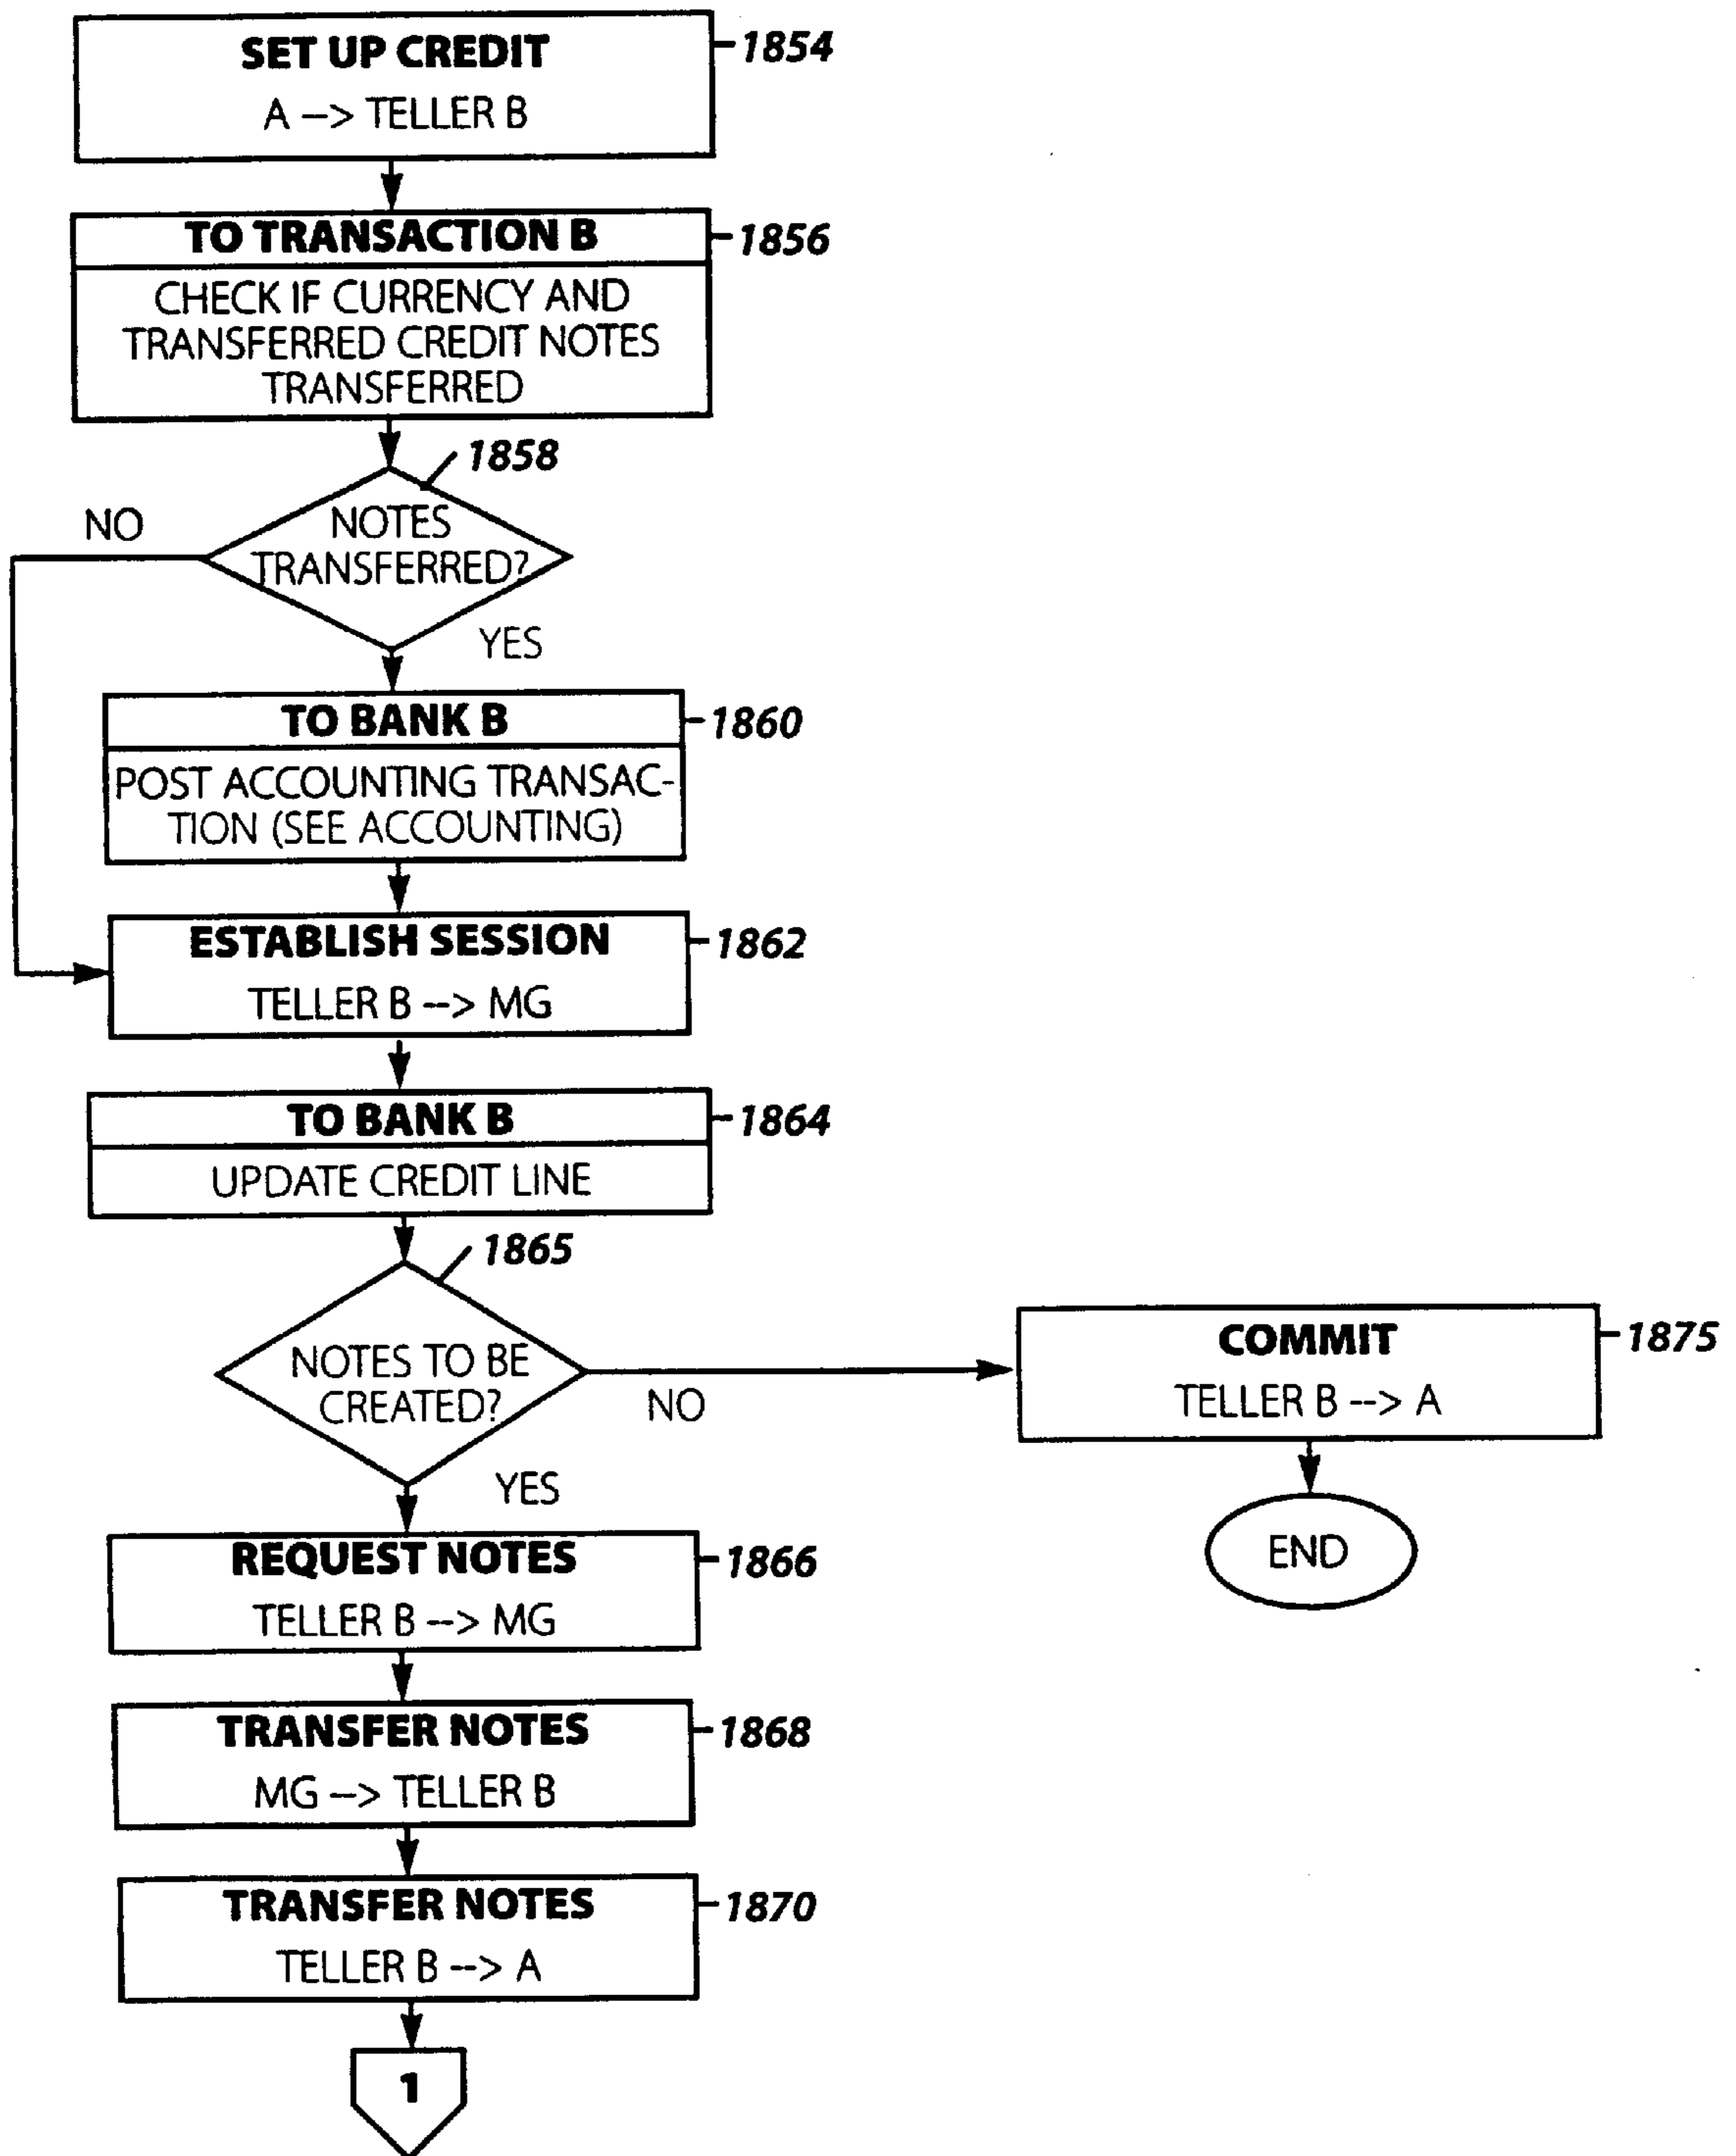 SET UP CREDIT
A --> TELLER B
1854
TO TRANSACTION B
1856
CHECK IF CURRENCY AND
TRANSFERRED CREDIT NOTES
TRANSFERRED
1858
NO
NOTES
TRANSFERRED?
YES
TO BANK B
1860
POST ACCOUNTING TRANSAC-
TION (SEE ACCOUNTING)
ESTABLISH SESSION
1862
TELLER B --> MG
TO BANK B
1864
UPDATE CREDIT LINE
1865
NOTES TO BE
CREATED?
NO
COMMIT
1875
TELLER B --> A
END
YES
REQUEST NOTES
1866
TELLER B --> MG
TRANSFER NOTES
1868
MG --> TELLER B
TRANSFER NOTES
1870
TELLER B --> A
1